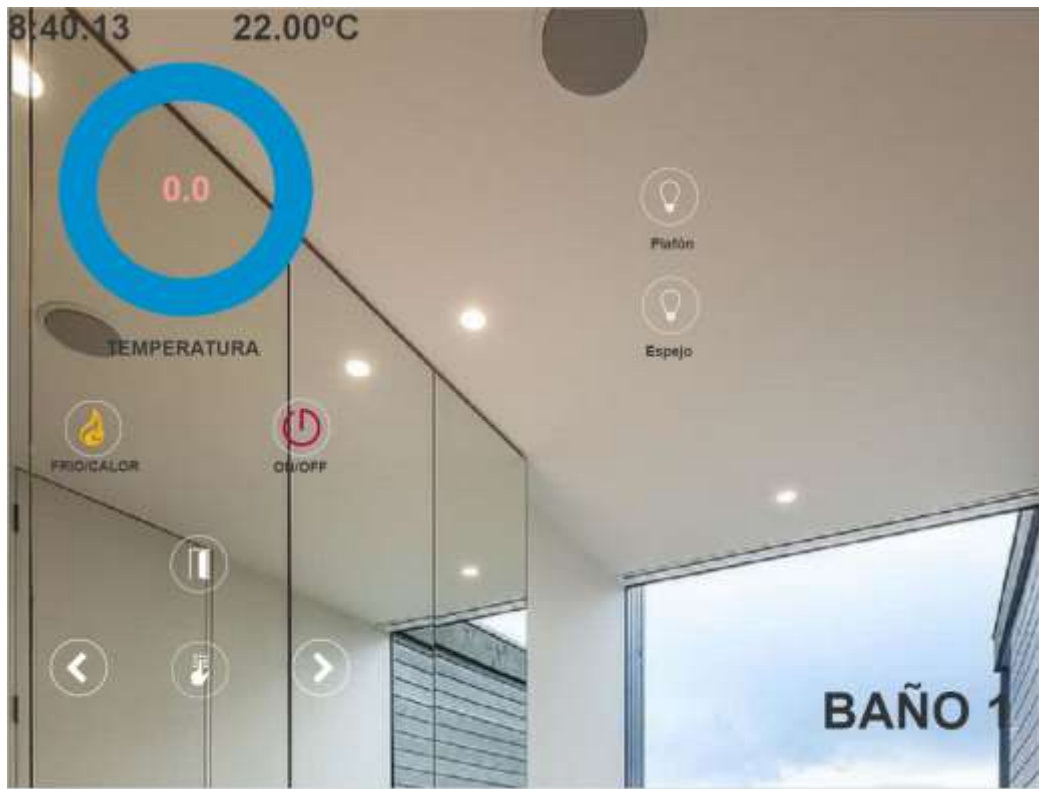 8:40:13 22.00ºC
0.0
Plafón
Espejo
TEMPERATURA
FRIO/CALOR ON/OFF
BAÑO 1